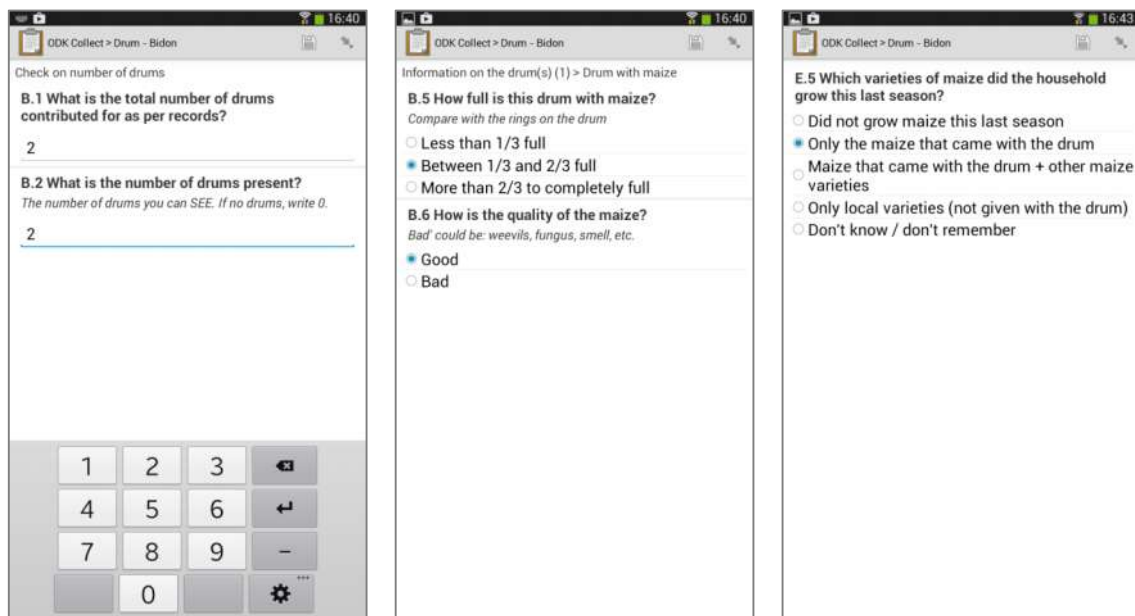 16:40
ODK Collect > Drum - Bidon
Check on number of drums
B.1 What is the total number of drums
contributed for as per records?
2
B.2 What is the number of drums present?
The number of drums you can SEE. If no drums, write 0.
2
1 2 3
4 5 6
7 8 9 -
0
16:40
ODK Collect > Drum - Bidon
Information on the drum(s) (1) > Drum with maize
B.5 How full is this drum with maize?
Compare with the rings on the drum
Less than 1/3 full
Between 1/3 and 2/3 full
More than 2/3 to completely full
B.6 How is the quality of the maize?
Bad' could be: weevils, fungus, smell, etc.
Good
Bad
16:43
ODK Collect > Drum - Bidon
E.5 Which varieties of maize did the household
grow this last season?
Did not grow maize this last season
Only the maize that came with the drum
Maize that came with the drum + other maize
varieties
Only local varieties (not given with the drum)
Don't know / don't remember